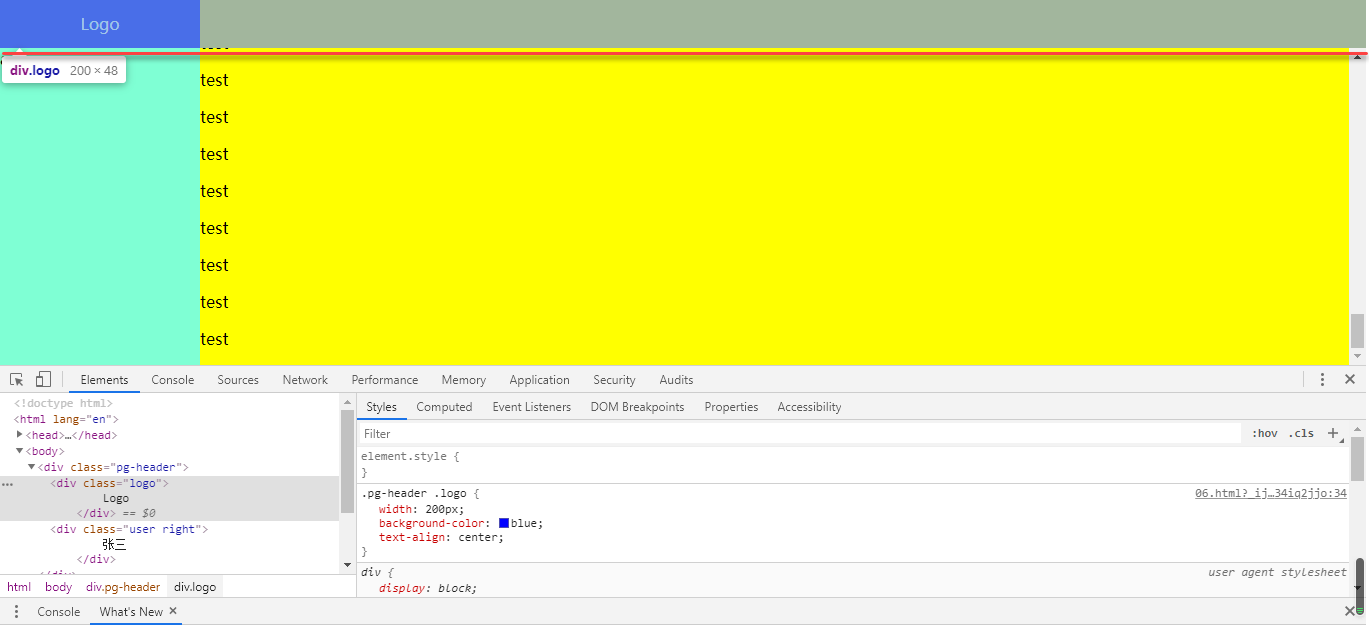 Logo
test
div.logo 200 × 48
test
test
test
test
test
test
test
test
Elements Console Sources Network Performance Memory Application Security Audits
<!doctype html>
<html lang="en">
<head>…</head>
<body>
<div class="pg-header">
<div class="logo">
Logo
</div> == $0
<div class="user right">
张三
</div>
</div>
html body div.pg-header div.logo
Styles Computed Event Listeners DOM Breakpoints Properties Accessibility
Filter :hov .cls +
element.style {
}
.pg-header .logo { 06.html?_ij…34iq2jjo:34
width: 200px;
background-color: blue;
text-align: center;
}
div { user agent stylesheet
display: block;
Console What's New ×